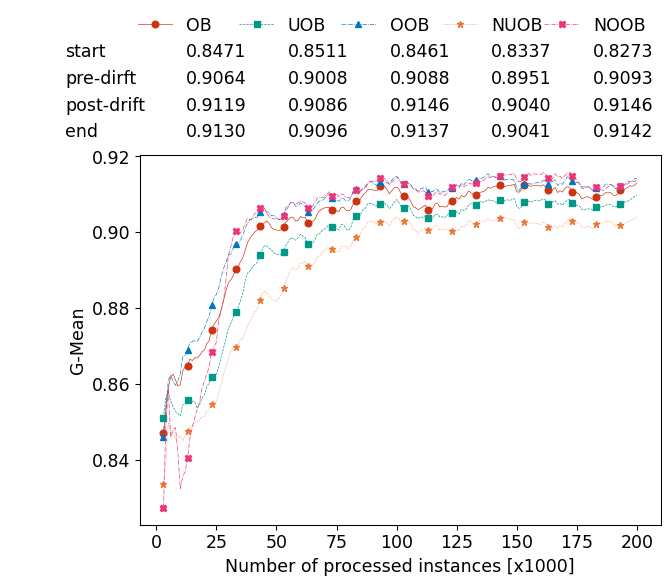 OB UOB OOB NUOB NOOB
start 0.8471 0.8511 0.8461 0.8337 0.8273
pre-dirft 0.9064 0.9008 0.9088 0.8951 0.9093
post-drift 0.9119 0.9086 0.9146 0.9040 0.9146
end 0.9130 0.9096 0.9137 0.9041 0.9142
0.92
0.90
0.88
0.86
0.84
G-Mean
0 25 50 75 100 125 150 175 200
Number of processed instances [x1000]